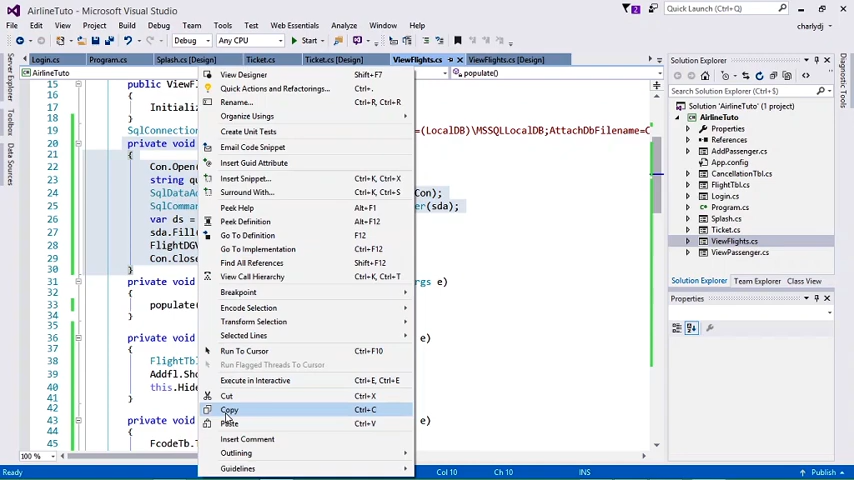 AirlineTuto - Microsoft Visual Studio
2
Quick Launch (Ctrl+Q)
File Edit View Project Build Debug Team Tools Test Web Essentials Analyze Window Help
charlydj
Debug Any CPU Start
Login.cs Program.cs Splash.cs [Design] Ticket.cs Ticket.cs [Design] ViewFlights.cs ViewFlights.cs [Design]
AirlineTuto
populate()
Server Explorer
Toolbox
Data Sources
Diagnostic Tools
15 public ViewF
16 {
17 Initializ
18 }
19 SqlConnection =(LocalDB)\MSSQLLocalDB;AttachDbFilename=C
20 private void
21 {
22 Con.Open(
23 string qu
24 SqlDataAd Con);
25 SqlComman er(sda);
26 var ds =
27 sda.Fill(
28 FlightDGV
29 Con.Close
30 }
31 private void Args e)
32 {
33 populate(
34 }
35
36 private void e)
37 {
38 FlightTbl
39 Addfl.Sho
40 this.Hide
41 }
42
43 private void e)
44 {
45 FcodeTb.T
View Designer Shift+F7
Quick Actions and Refactorings... Ctrl+.
Rename... Ctrl+R, Ctrl+R
Organize Usings
Create Unit Tests
Email Code Snippet
Insert Guid Attribute
Insert Snippet... Ctrl+K, Ctrl+X
Surround With... Ctrl+K, Ctrl+S
Peek Help Alt+F1
Peek Definition Alt+F12
Go To Definition F12
Go To Implementation Ctrl+F12
Find All References Shift+F12
View Call Hierarchy Ctrl+K, Ctrl+T
Breakpoint
Encode Selection
Transform Selection
Selected Lines
Run To Cursor Ctrl+F10
Run Flagged Threads To Cursor
Execute in Interactive Ctrl+E, Ctrl+E
Cut Ctrl+X
Copy Ctrl+C
Paste Ctrl+V
Insert Comment
Outlining
Guidelines
Solution Explorer
Search Solution Explorer (Ctrl+;)
Solution 'AirlineTuto' (1 project)
AirlineTuto
Properties
References
AddPassenger.cs
App.config
CancellationTbl.cs
FlightTbl.cs
Login.cs
Program.cs
Splash.cs
Ticket.cs
ViewFlights.cs
ViewPassenger.cs
Solution Explorer Team Explorer Class View
Properties
100 %
Ready Col 10 Ch 10 INS Publish